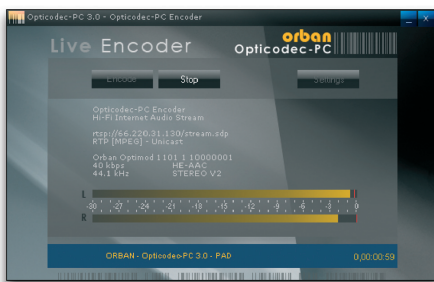 Opticodec-PC 3.0 - Opticodec-PC Encoder
Live Encoder
orban
Opticodec-PC
Encode Stop Settings
Opticodec-PC Encoder
Hi-Fi Internet Audio Stream
rtsp://66.220.31.130/stream.sdp
RTP [MPEG] - Unicast
Orban Optimod 1101 1 10000001
40 kbps HE-AAC
44.1 kHz STEREO V2
L
-30 -27 -24 -21 -18 -15 -12 -9 -6 -3 0
R
ORBAN - Opticodec-PC 3.0 - PAD 0,00:00:59